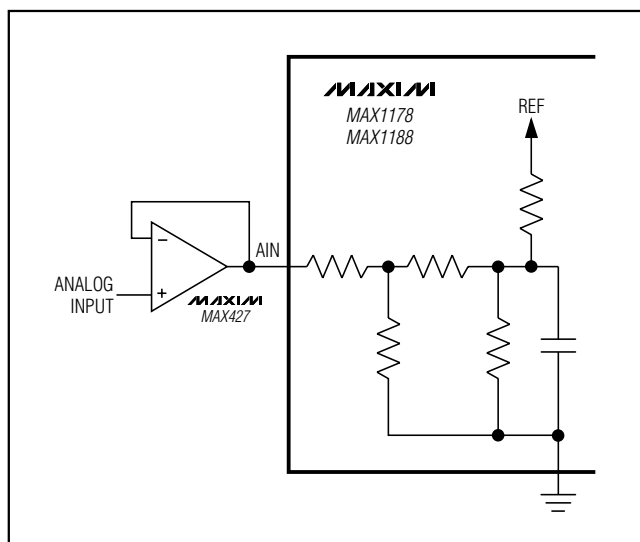 MAXIM
MAX1178
MAX1188
REF
AIN
−
+
ANALOG
INPUT
MAXIM
MAX427